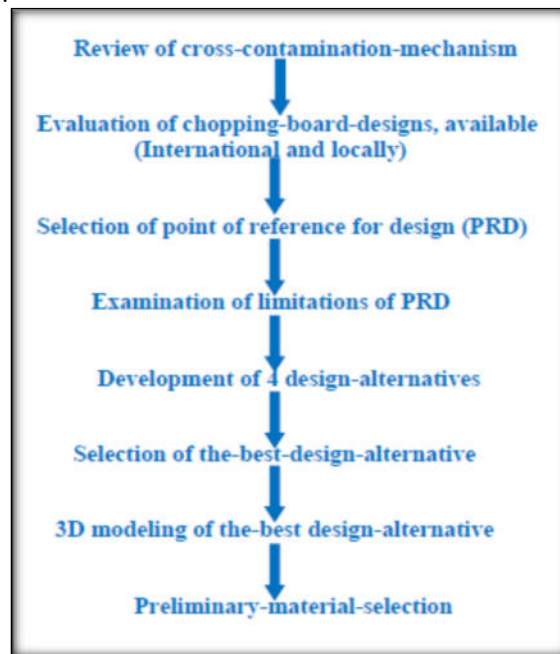 Review of cross-contamination-mechanism
Evaluation of chopping-board-designs, available
(International and locally)
Selection of point of reference for design (PRD)
Examination of limitations of PRD
Development of 4 design-alternatives
Selection of the-best-design-alternative
3D modeling of the-best design-alternative
Preliminary-material-selection